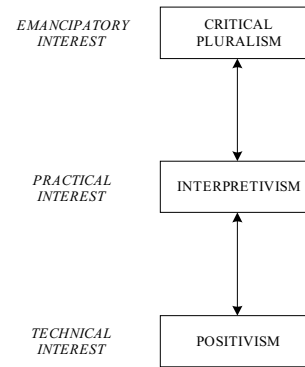 EMANCIPATORY
INTEREST
CRITICAL
PLURALISM
PRACTICAL
INTEREST
INTERPRETIVISM
TECHNICAL
INTEREST
POSITIVISM